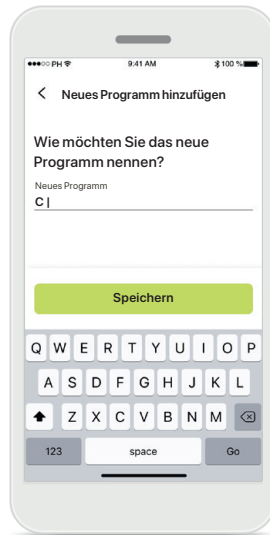 PH 9:41 AM 100 %
Neues Programm hinzufügen
Wie möchten Sie das neue
Programm nennen?
Neues Programm
C |
Speichern
Q W E R T Y U I O P
A S D F G H J K L
Z X C V B N M
123 space Go